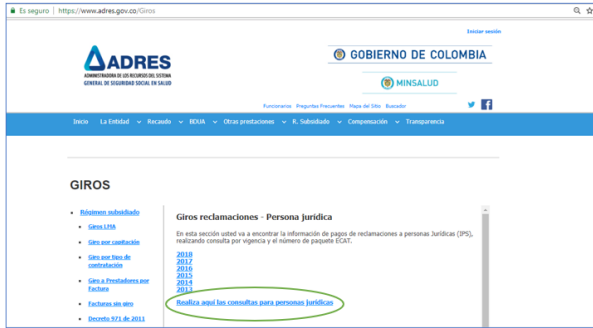 Es seguro | https://www.adres.gov.co/Giros
Iniciar sesión
ADRES
ADMINISTRADORA DE LOS RECURSOS DEL SISTEMA
GENERAL DE SEGURIDAD SOCIAL EN SALUD
GOBIERNO DE COLOMBIA
MINSALUD
Funcionarios Preguntas Frecuentes Mapa del Sitio Buscador
Inicio La Entidad Recaudo BDUA Otras prestaciones R. Subsidiado Compensación Transparencia
GIROS
Régimen subsidiado
Giros LMA
Giro por capitación
Giro por tipo de
contratación
Giro a Prestadores por
Factura
Facturas sin giro
Decreto 971 de 2011
Giros reclamaciones - Persona jurídica
En esta sección usted va a encontrar la información de pagos de reclamaciones a personas Jurídicas (IPS),
realizando consulta por vigencia y el número de paquete ECAT.
2018
2017
2016
2015
2014
2013
Realiza aquí las consultas para personas jurídicas